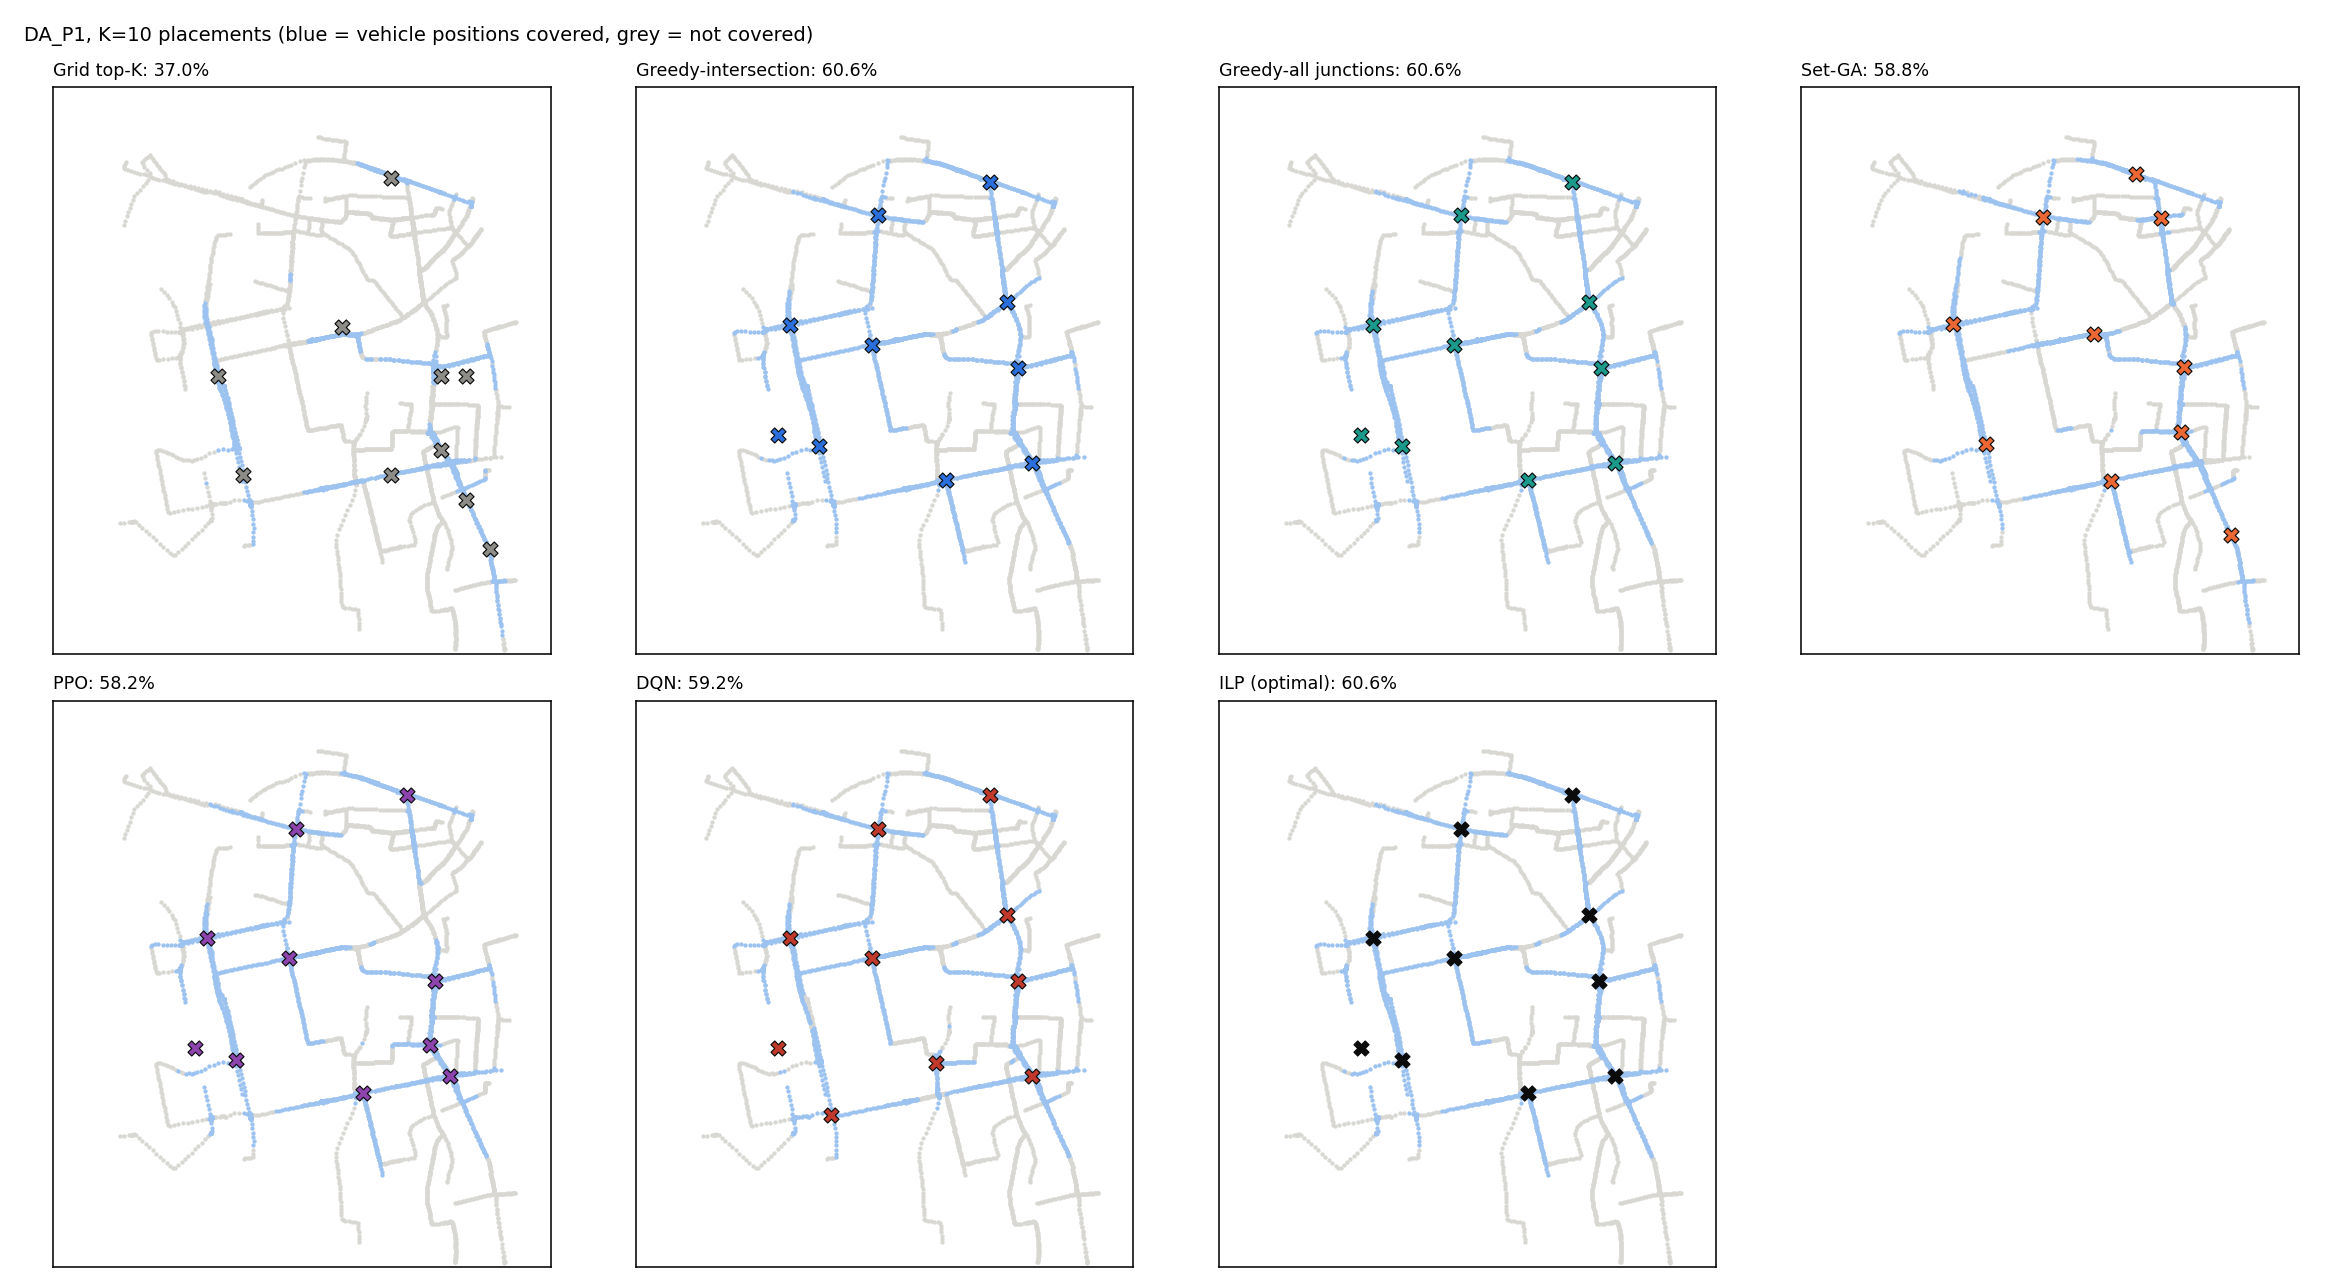 DA_P1, K=10 placements (blue = vehicle positions covered, grey = not covered)
Grid top-K: 37.0%
Greedy-intersection: 60.6%
Greedy-all junctions: 60.6%
Set-GA: 58.8%
PPO: 58.2%
DQN: 59.2%
ILP (optimal): 60.6%